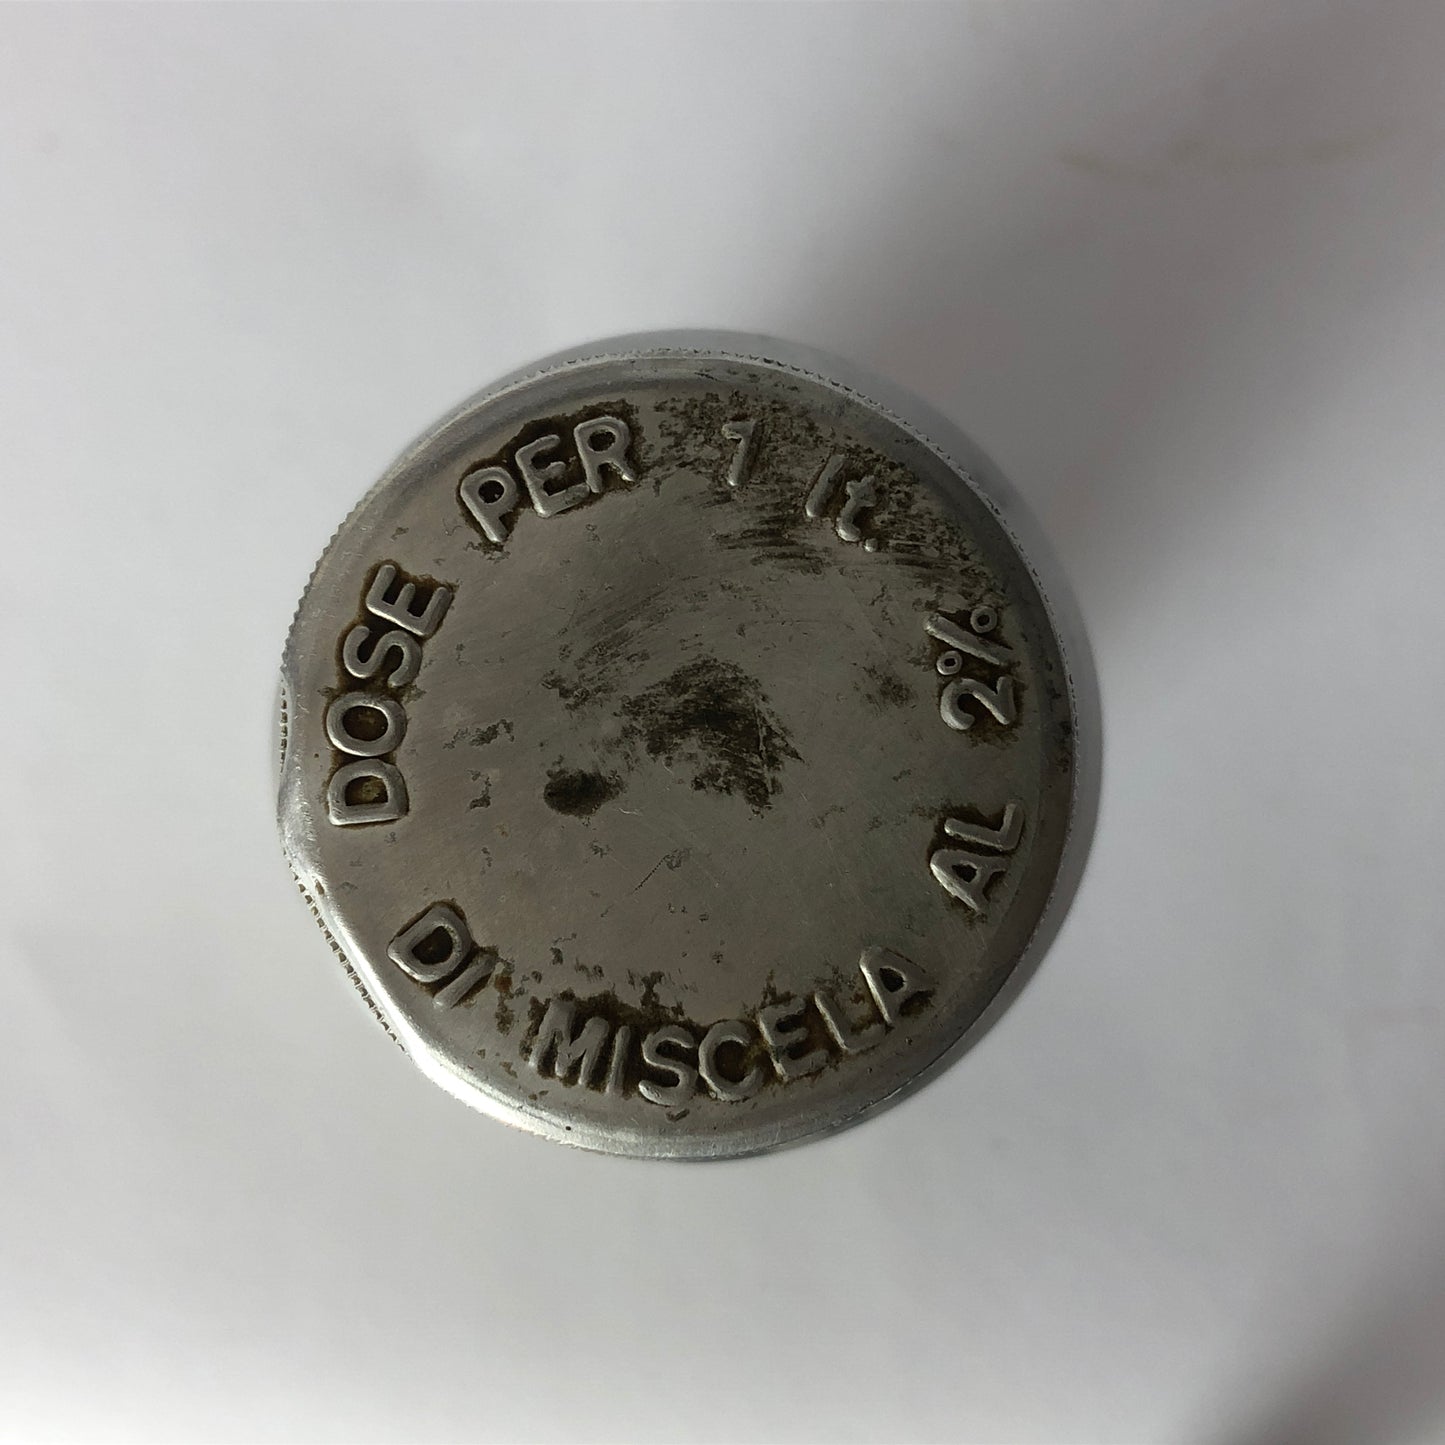 DOSE PER 1 lt.
DI MISCELA AL 2%